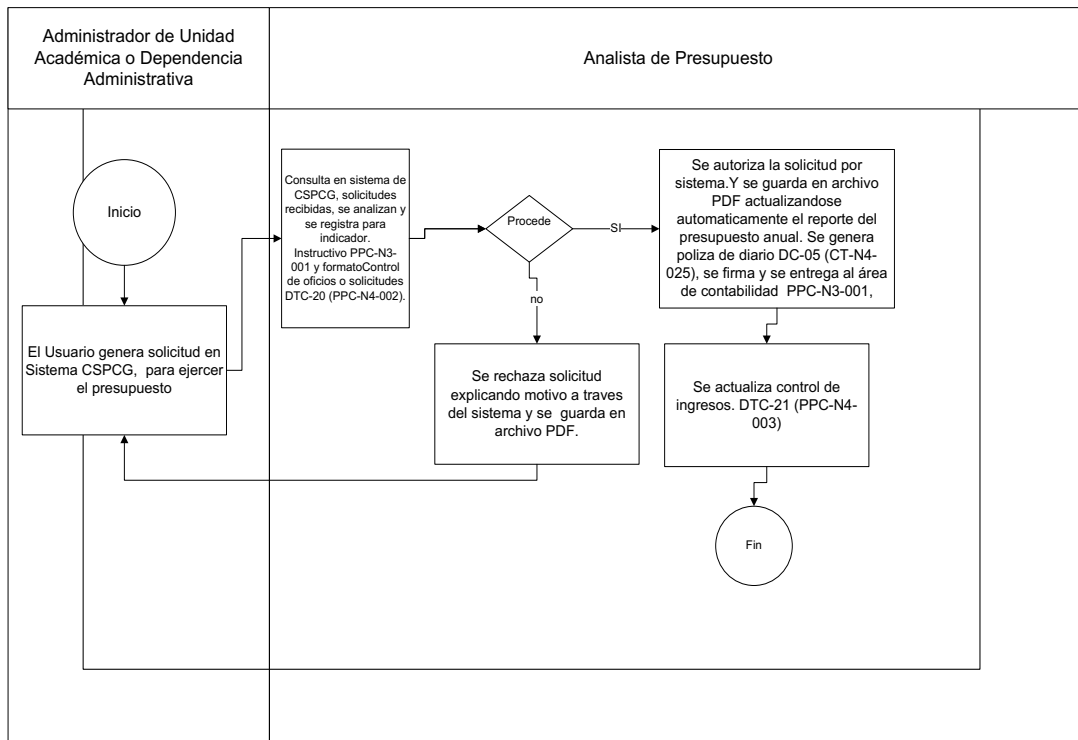 Administrador de Unidad
Académica o Dependencia
Administrativa
Analista de Presupuesto
Inicio
El Usuario genera solicitud en
Sistema CSPCG, para ejercer
el presupuesto
Consulta en sistema de
CSPCG, solicitudes
recibidas, se analizan y
se registra para
indicador.
Instructivo PPC-N3-
001 y formatoControl
de oficios o solicitudes
DTC-20 (PPC-N4-002).
Procede
SI
no
Se rechaza solicitud
explicando motivo a traves
del sistema y se guarda en
archivo PDF.
Se autoriza la solicitud por
sistema.Y se guarda en archivo
PDF actualizandose
automaticamente el reporte del
presupuesto anual. Se genera
poliza de diario DC-05 (CT-N4-
025), se firma y se entrega al área
de contabilidad PPC-N3-001,
Se actualiza control de
ingresos. DTC-21 (PPC-N4-
003)
Fin